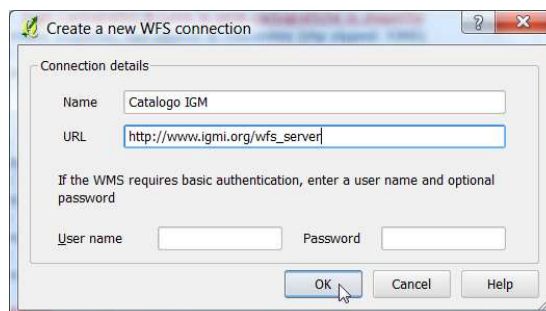 Create a new WFS connection
Connection details
Name Catalogo IGM
URL http://www.igmi.org/wfs_server
If the WMS requires basic authentication, enter a user name and optional
password
User name Password
OK Cancel Help